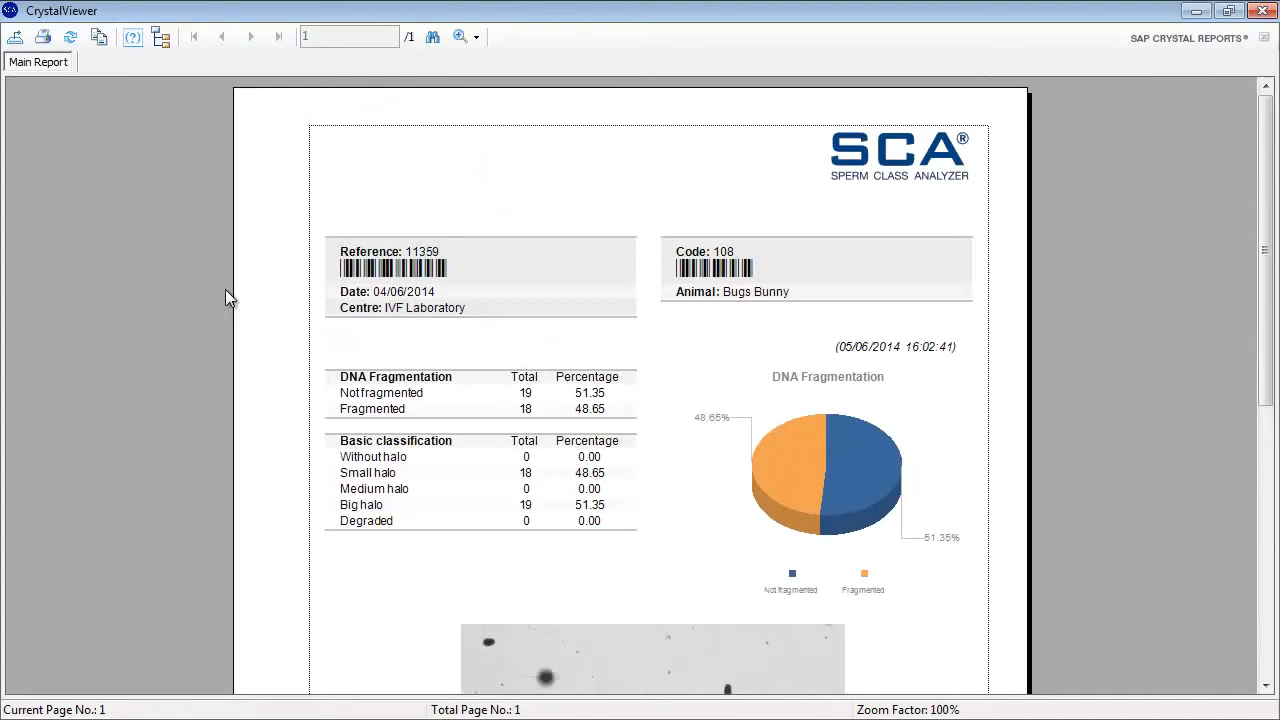 SCA CrystalViewer
1 /1
SAP CRYSTAL REPORTS®
Main Report
SCA®
SPERM CLASS ANALYZER
Reference: 11359
Date: 04/06/2014
Centre: IVF Laboratory
Code: 108
Animal: Bugs Bunny
(05/06/2014 16:02:41)
DNA Fragmentation Total Percentage
Not fragmented 19 51.35
Fragmented 18 48.65
Basic classification Total Percentage
Without halo 0 0.00
Small halo 18 48.65
Medium halo 0 0.00
Big halo 19 51.35
Degraded 0 0.00
DNA Fragmentation
48.65%
51.35%
Not fragmented Fragmented
Current Page No.: 1 Total Page No.: 1 Zoom Factor: 100%